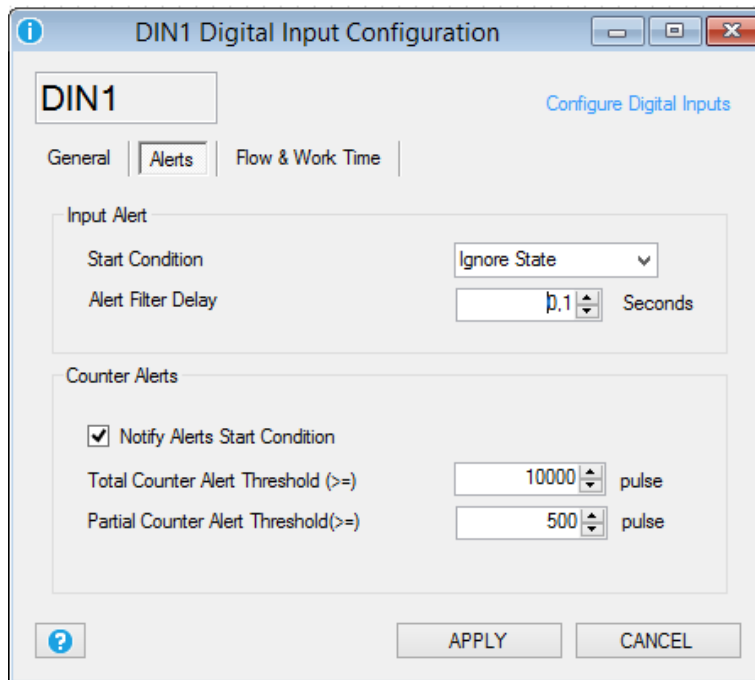 DIN1 Digital Input Configuration
DIN1
Configure Digital Inputs
General Alerts Flow & Work Time
Input Alert
Start Condition Ignore State
Alert Filter Delay 0,1 Seconds
Counter Alerts
Notify Alerts Start Condition
Total Counter Alert Threshold (>=) 10000 pulse
Partial Counter Alert Threshold(>=) 500 pulse
? APPLY CANCEL